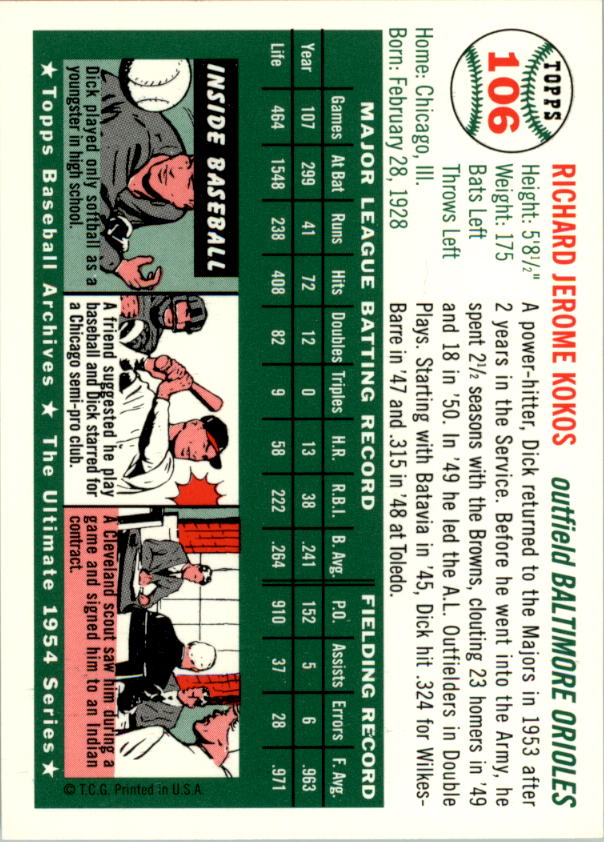 TOPPS
106
RICHARD JEROME KOKOS outfield BALTIMORE ORIOLES
Height: 5'8½"
Weight: 175
Bats Left
Throws Left
Home: Chicago, Ill.
Born: February 28, 1928
A power-hitter, Dick returned to the Majors in 1953 after
2 years in the Service. Before he went into the Army, he
spent 2½ seasons with the Browns, clouting 23 homers in '49
and 18 in '50. In '49 he led the A.L. Outfielders in Double
Plays. Starting with Batavia in '45, Dick hit .324 for Wilkes-
Barre in '47 and .315 in '48 at Toledo.
MAJOR LEAGUE BATTING RECORD FIELDING RECORD
Games At Bat Runs Hits Doubles Triples H.R. R.B.I. B. Avg. P.O. Assists Errors F. Avg.
Year 107 299 41 72 12 0 13 38 .241 152 5 6 .963
Life 464 1548 238 408 82 9 58 222 .264 910 37 28 .971
INSIDE BASEBALL
Dick played only softball as a
youngster in high school.
A friend suggested he play
baseball and Dick starred for
a Chicago semi-pro club.
A Cleveland scout saw him during a
game and signed him to an Indian
contract.
★ Topps Baseball Archives ★ The Ultimate 1954 Series ★
© T.C.G. Printed in U.S.A.